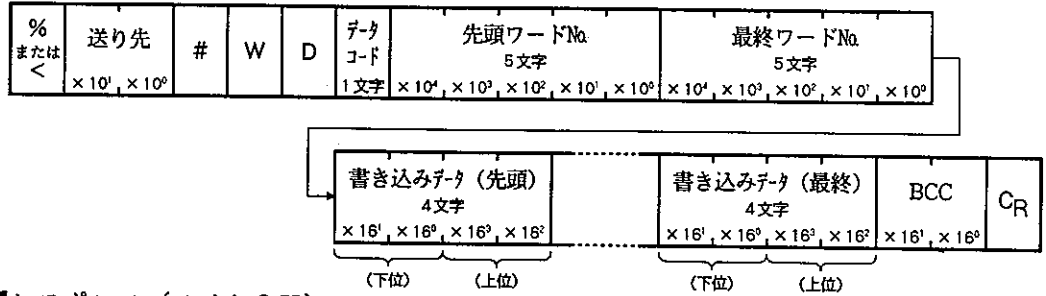 % または < 送り先 # W D データコード 先頭ワードNo. 最終ワードNo.
5文字 5文字
×10¹ ×10⁰ 1文字 ×10⁴ ×10³ ×10² ×10¹ ×10⁰ ×10⁴ ×10³ ×10² ×10¹ ×10⁰
書き込みデータ（先頭） 書き込みデータ（最終） BCC CR
4文字 4文字
×16¹ ×16⁰ ×16³ ×16² ×16¹ ×16⁰ ×16³ ×16² ×16¹ ×16⁰
（下位） （上位） （下位） （上位）